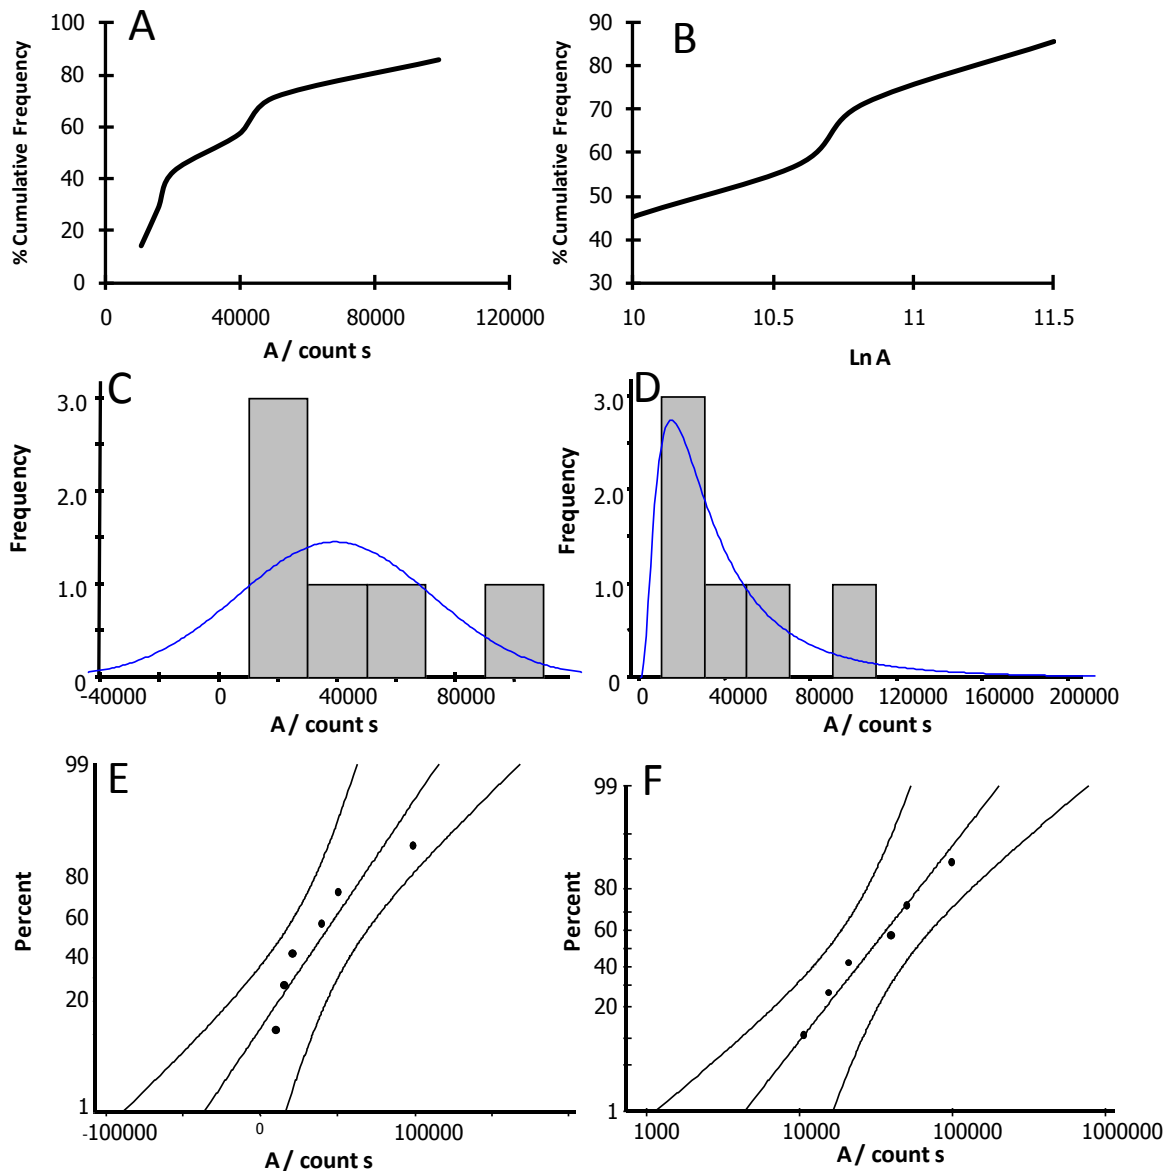 A
% Cumulative Frequency
100
80
60
40
20
0
0 40000 80000 120000
A / count s
B
% Cumulative Frequency
90
80
70
60
50
40
30
10 10.5 11 11.5
Ln A
C
Frequency
3.0
2.0
1.0
0
-40000 0 40000 80000
A / count s
D
Frequency
3.0
2.0
1.0
0
0 40000 80000 120000 160000 200000
A / count s
E
Percent
99
80
60
40
20
1
-100000 0 100000
A / count s
F
Percent
99
80
60
40
20
1
1000 10000 100000 1000000
A / count s